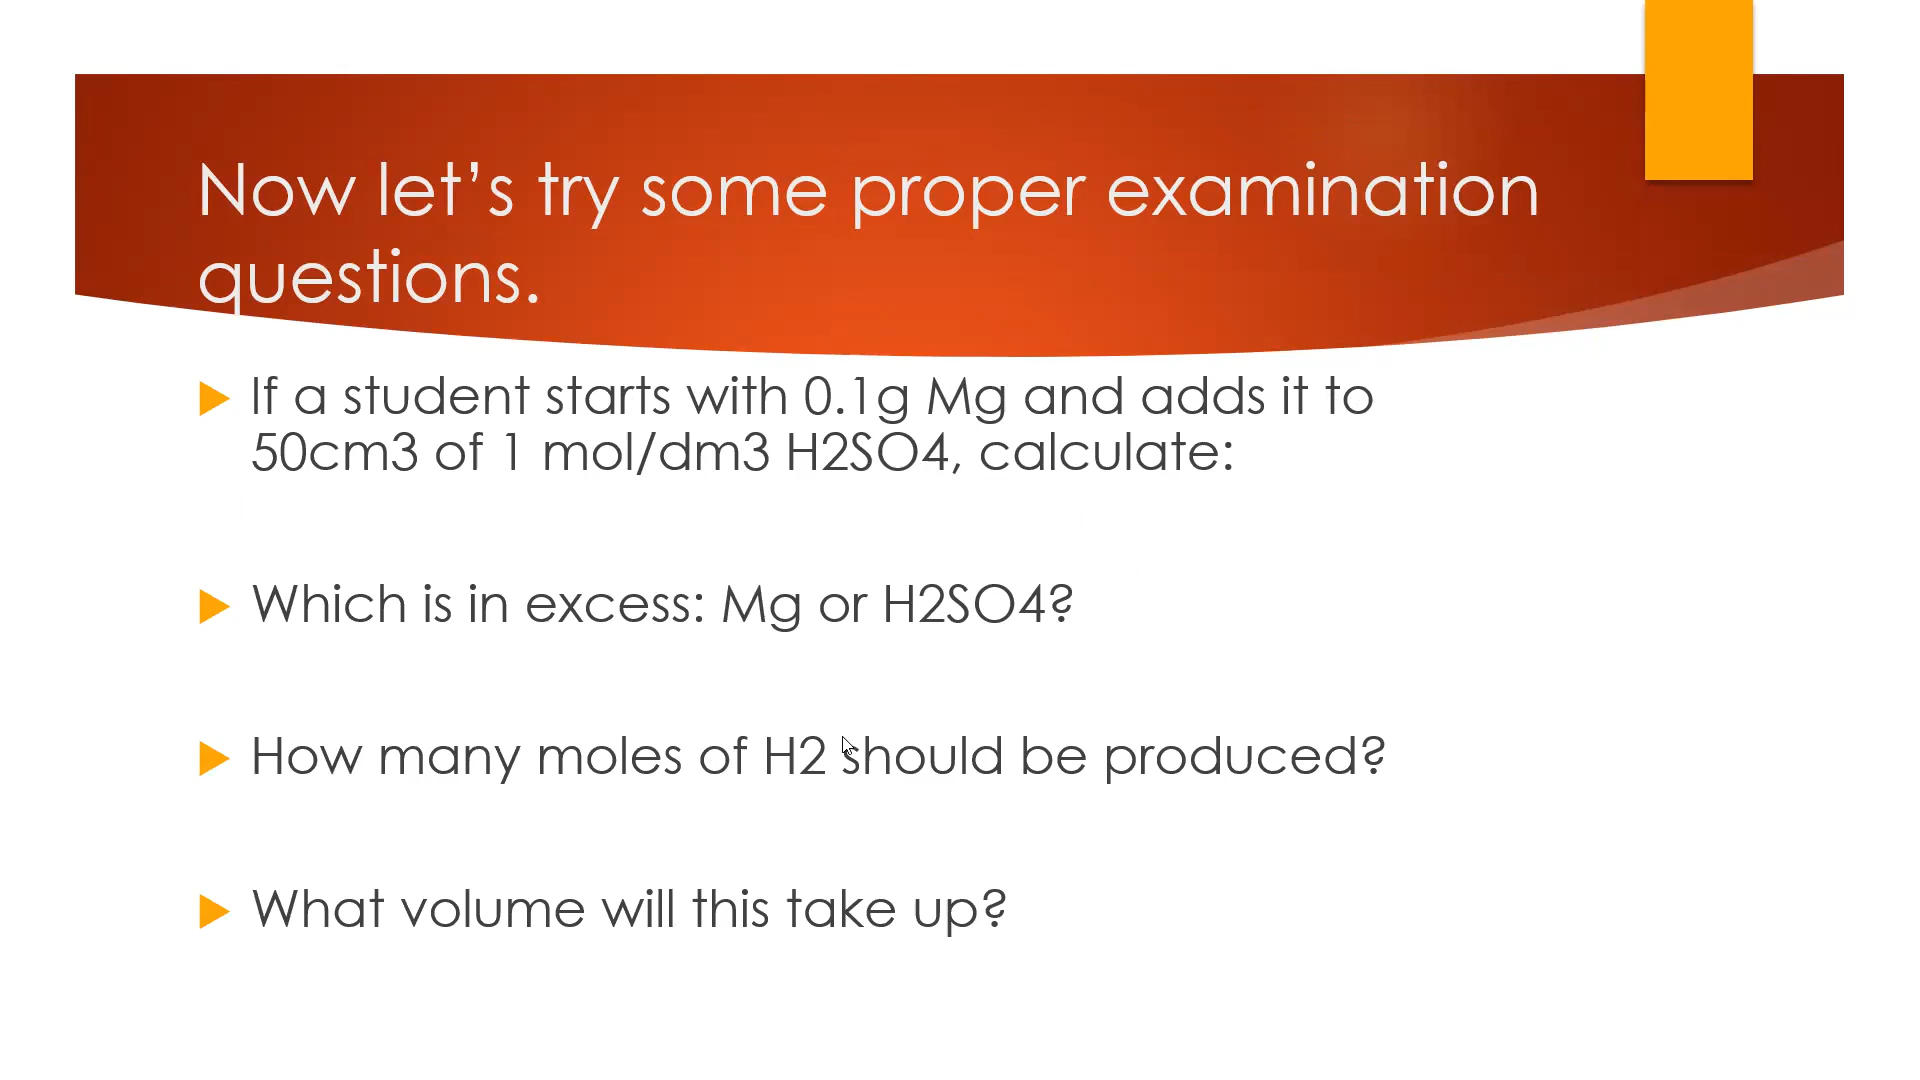 Now let’s try some proper examination
questions.
If a student starts with 0.1g Mg and adds it to
50cm3 of 1 mol/dm3 H2SO4, calculate:
Which is in excess: Mg or H2SO4?
How many moles of H2 should be produced?
What volume will this take up?